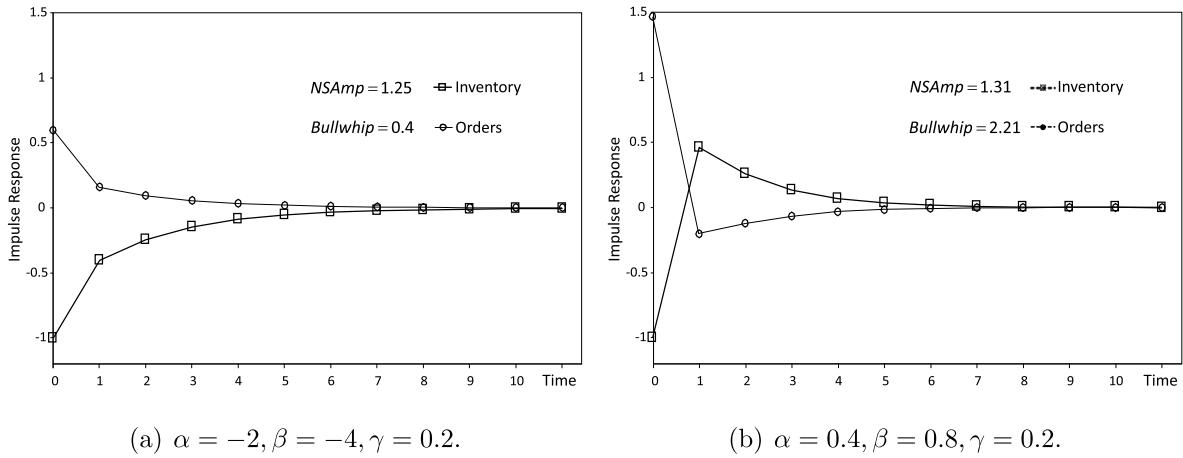 1.5
1
0.5
0
-0.5
-1
Impulse Response
NSAmp = 1.25 Inventory
Bullwhip = 0.4 Orders
0 1 2 3 4 5 6 7 8 9 10 Time
(a) α = −2, β = −4, γ = 0.2.
1.5
1
0.5
0
-0.5
-1
Impulse Response
NSAmp = 1.31 Inventory
Bullwhip = 2.21 Orders
0 1 2 3 4 5 6 7 8 9 10 Time
(b) α = 0.4, β = 0.8, γ = 0.2.